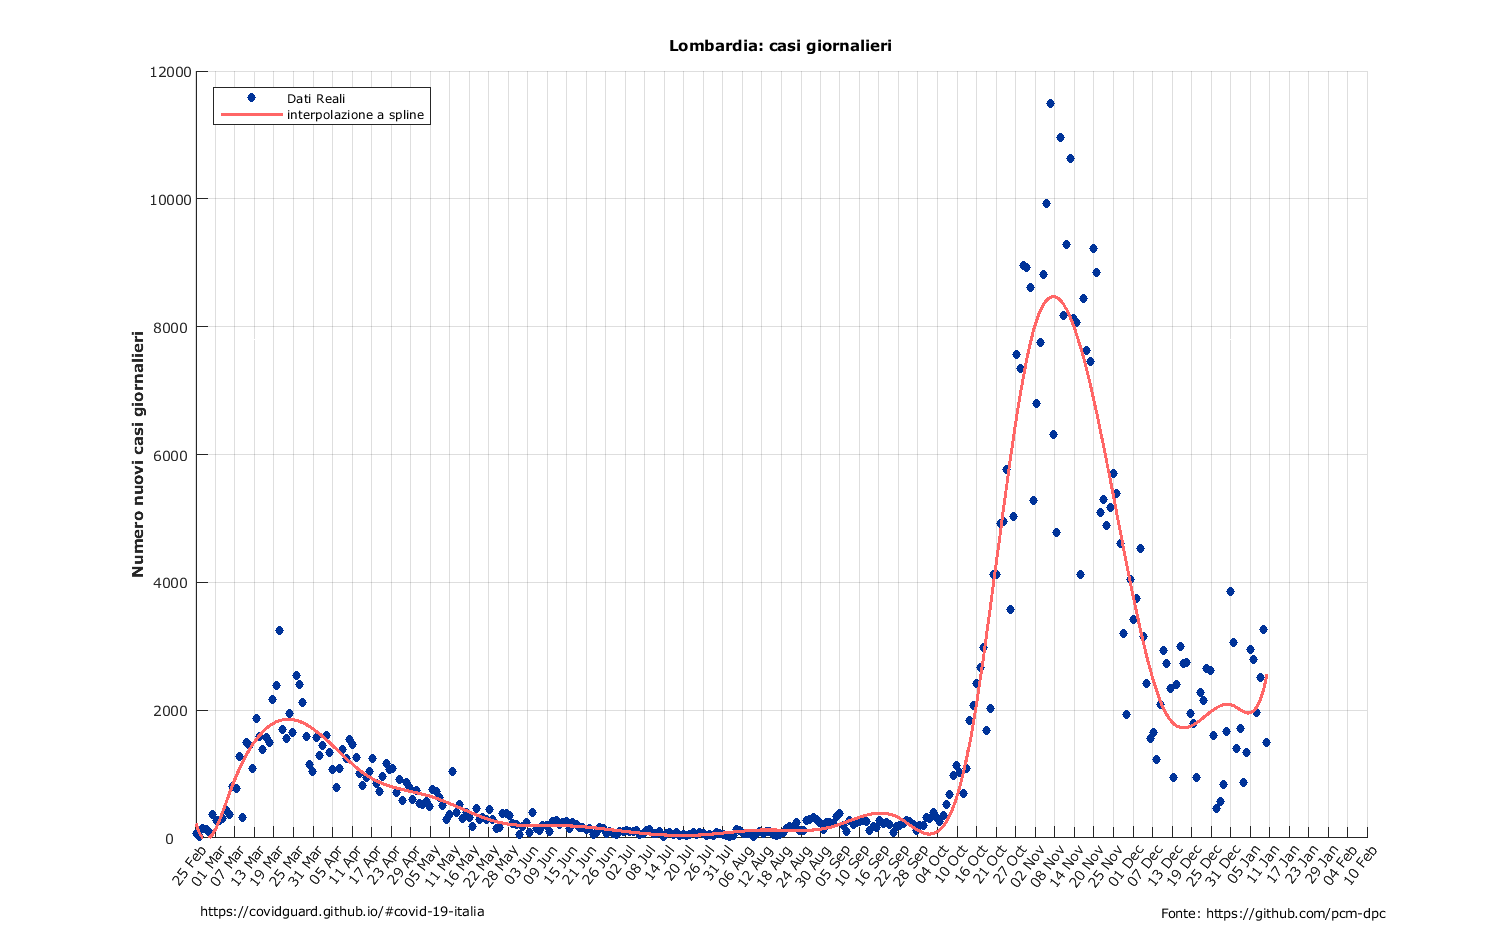 Lombardia: casi giornalieri
12000
10000
8000
6000
4000
2000
0
Dati Reali
interpolazione a spline
Numero nuovi casi giornalieri
25 Feb
01 Mar
07 Mar
13 Mar
19 Mar
25 Mar
31 Mar
05 Apr
11 Apr
17 Apr
23 Apr
29 Apr
05 May
11 May
16 May
22 May
28 May
03 Jun
09 Jun
15 Jun
21 Jun
26 Jun
02 Jul
08 Jul
14 Jul
20 Jul
26 Jul
31 Jul
06 Aug
12 Aug
18 Aug
24 Aug
30 Aug
05 Sep
10 Sep
16 Sep
22 Sep
28 Oct
04 Oct
10 Oct
16 Oct
21 Oct
27 Oct
02 Nov
08 Nov
14 Nov
20 Nov
25 Dec
01 Dec
07 Dec
13 Dec
19 Dec
25 Dec
31 Dec
05 Jan
11 Jan
17 Jan
23 Jan
29 Jan
04 Feb
10 Feb
https://covidguard.github.io/#covid-19-italia
Fonte: https://github.com/pcm-dpc